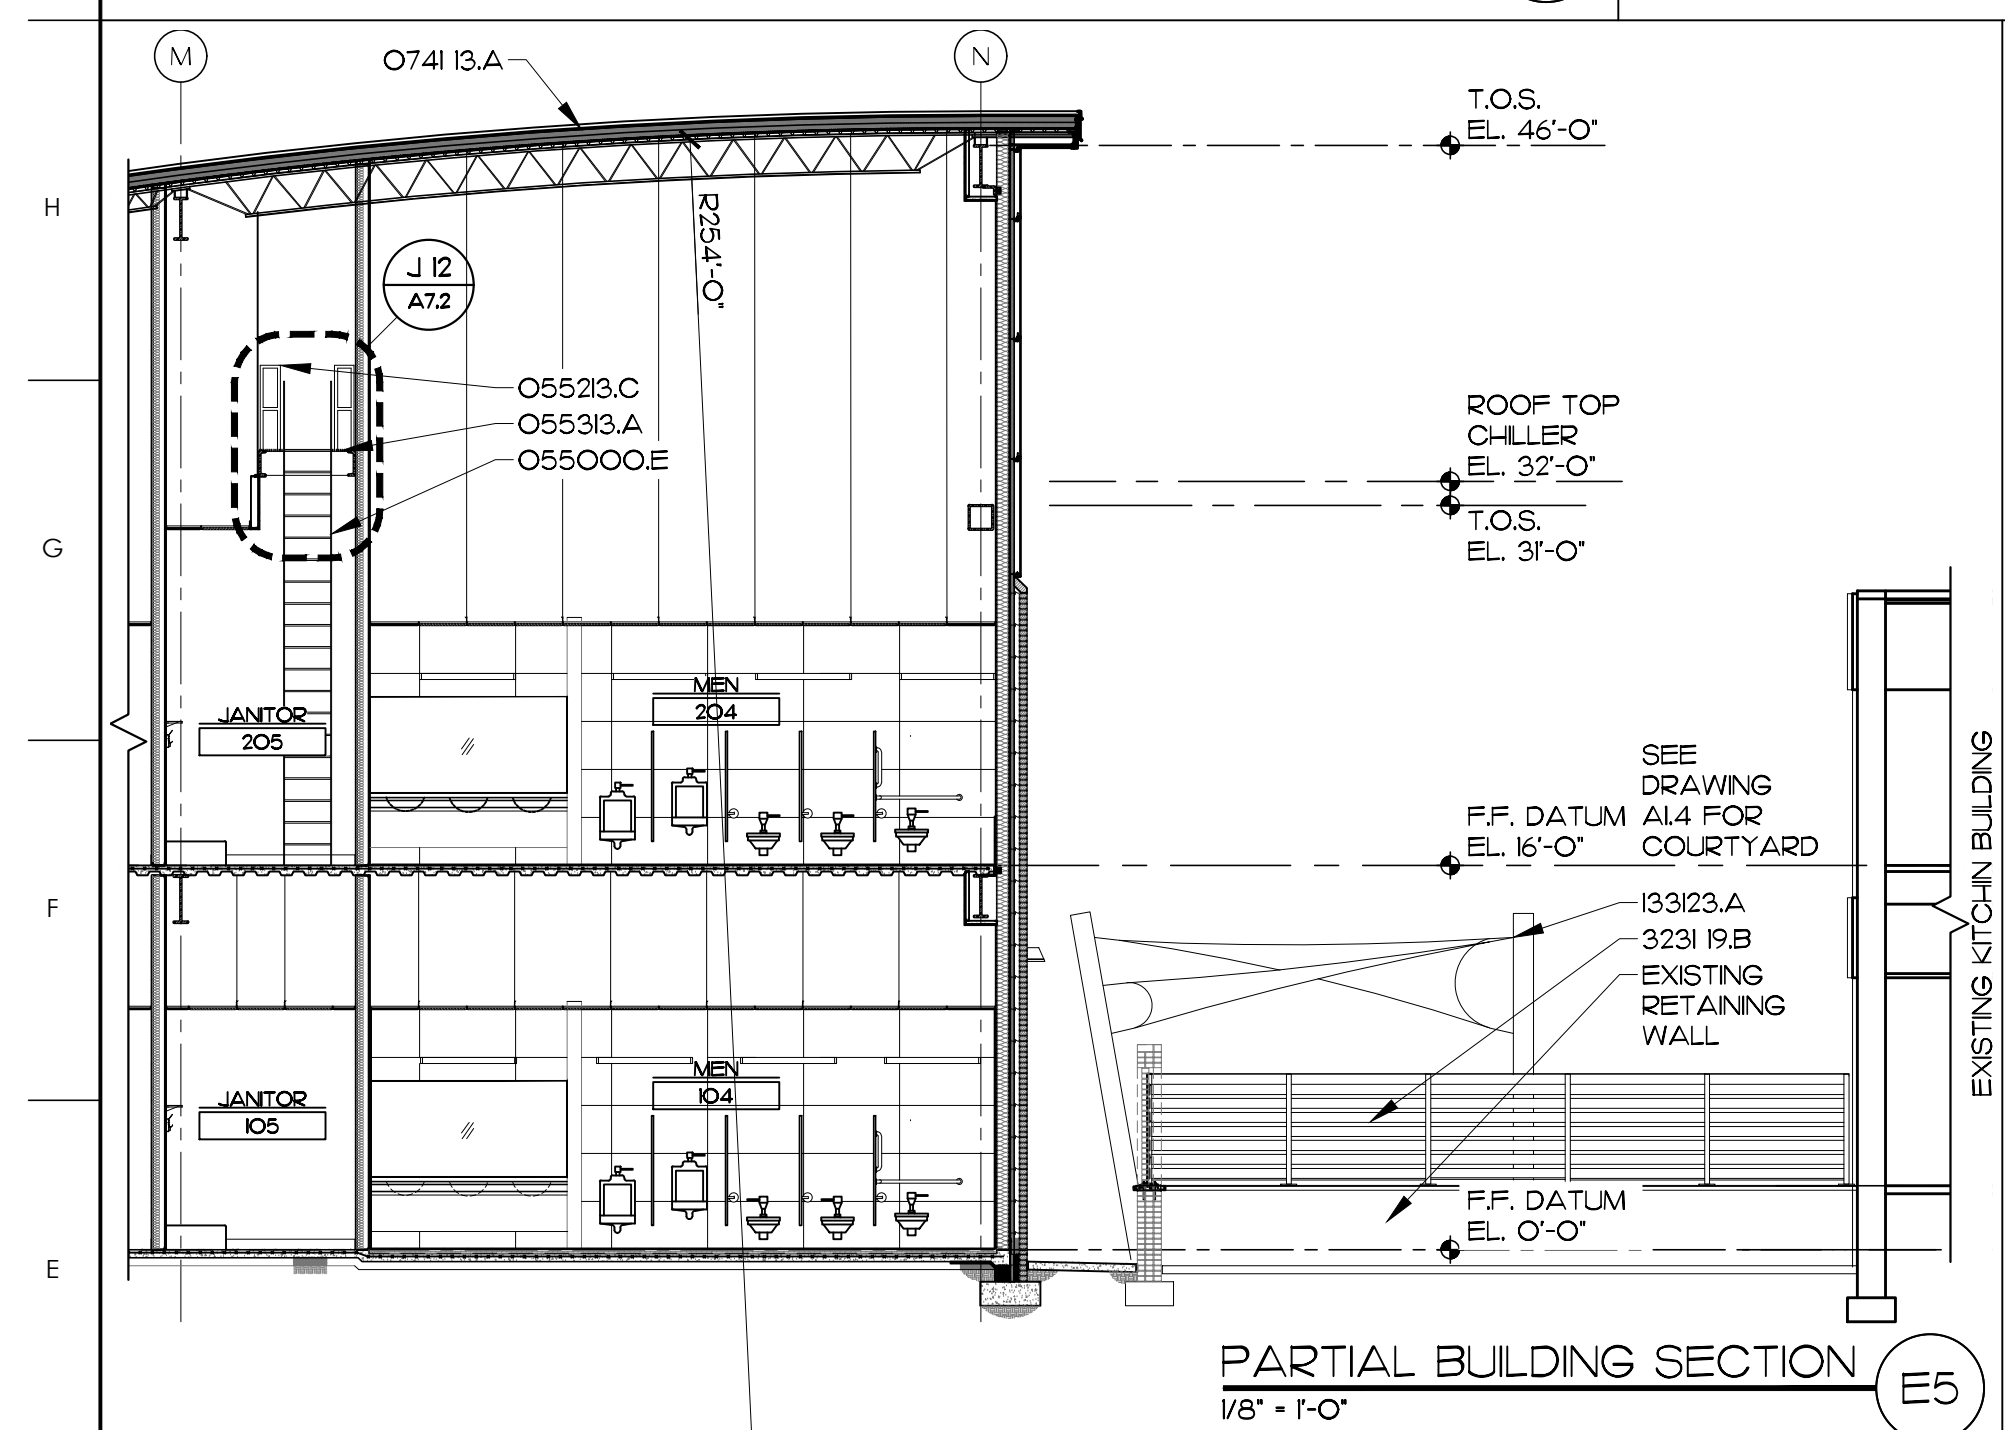 M
N
074113.A
T.O.S.
EL. 46'-0"
H
R254'-0"
J12
A7.2
055213.C
055313.A
055000.E
ROOF TOP
CHILLER
EL. 32'-0"
T.O.S.
EL. 31'-0"
G
MEN
204
JANITOR
205
SEE
DRAWING
A1.4 FOR
COURTYARD
F.F. DATUM
EL. 16'-0"
EXISTING KITCHIN BUILDING
F
133123.A
323119.B
EXISTING
RETAINING
WALL
MEN
104
JANITOR
105
F.F. DATUM
EL. 0'-0"
E
PARTIAL BUILDING SECTION
E5
1/8" = 1'-0"